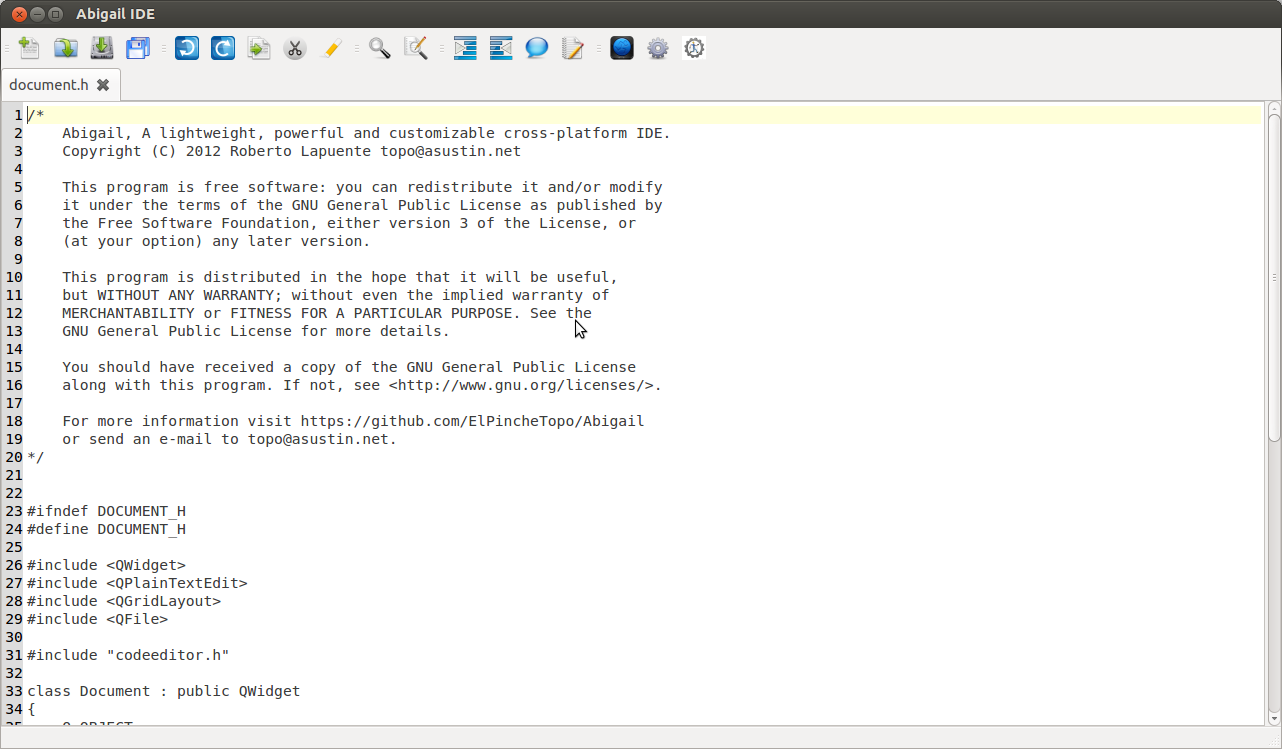 Abigail IDE
document.h
1 /*
2     Abigail, A lightweight, powerful and customizable cross-platform IDE.
3     Copyright (C) 2012 Roberto Lapuente topo@asustin.net
4
5     This program is free software: you can redistribute it and/or modify
6     it under the terms of the GNU General Public License as published by
7     the Free Software Foundation, either version 3 of the License, or
8     (at your option) any later version.
9
10     This program is distributed in the hope that it will be useful,
11     but WITHOUT ANY WARRANTY; without even the implied warranty of
12     MERCHANTABILITY or FITNESS FOR A PARTICULAR PURPOSE. See the
13     GNU General Public License for more details.
14
15     You should have received a copy of the GNU General Public License
16     along with this program. If not, see <http://www.gnu.org/licenses/>.
17
18     For more information visit https://github.com/ElPincheTopo/Abigail
19     or send an e-mail to topo@asustin.net.
20 */
21
22
23 #ifndef DOCUMENT_H
24 #define DOCUMENT_H
25
26 #include <QWidget>
27 #include <QPlainTextEdit>
28 #include <QGridLayout>
29 #include <QFile>
30
31 #include "codeeditor.h"
32
33 class Document : public QWidget
34 {
35     Q_OBJECT